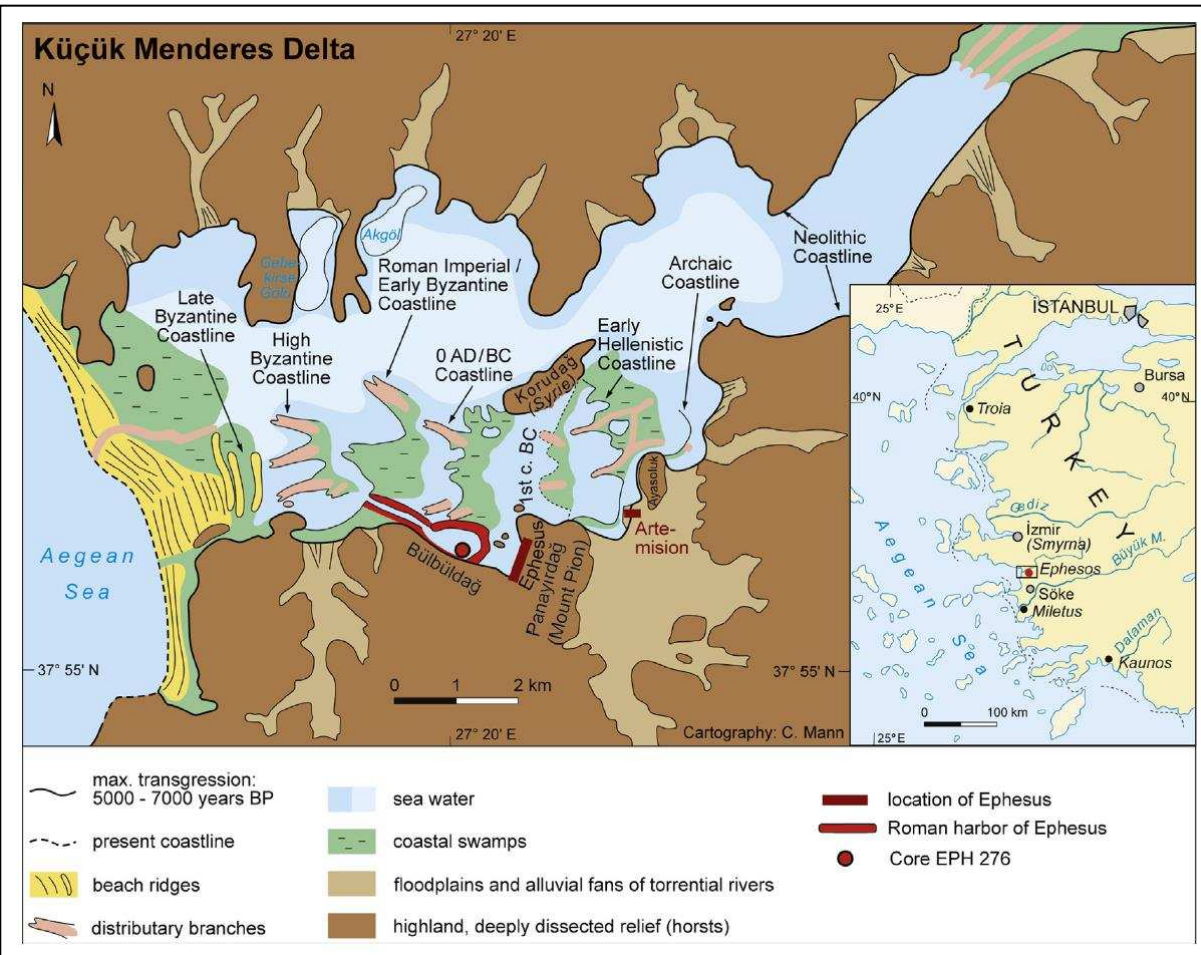 Küçük Menderes Delta
27° 20' E
N
Akgöl
Gebe-
kirse
Gölü
Neolithic
Coastline
Archaic
Coastline
Roman Imperial /
Early Byzantine
Coastline
Late
Byzantine
Coastline
High
Byzantine
Coastline
0 AD/BC
Coastline
Early
Hellenistic
Coastline
Korudağ
(Syrie)
1st c. BC
Ayasoluk
Arte-
mision
Bülbüldağ
Ephesus
Panayırdağ
(Mount Pion)
Aegean
Sea
37° 55' N
37° 55' N
0 1 2 km
27° 20' E
Cartography: C. Mann
25°E
İSTANBUL
TURKEY
Bursa
40°N
40°N
Troia
Gediz
İzmir
(Smyrna)
Büyük M.
Ephesos
Söke
Miletus
Dalaman
Kaunos
Aegean
Sea
0 100 km
25°E
max. transgression:
5000 - 7000 years BP
present coastline
beach ridges
distributary branches
sea water
coastal swamps
floodplains and alluvial fans of torrential rivers
highland, deeply dissected relief (horsts)
location of Ephesus
Roman harbor of Ephesus
Core EPH 276